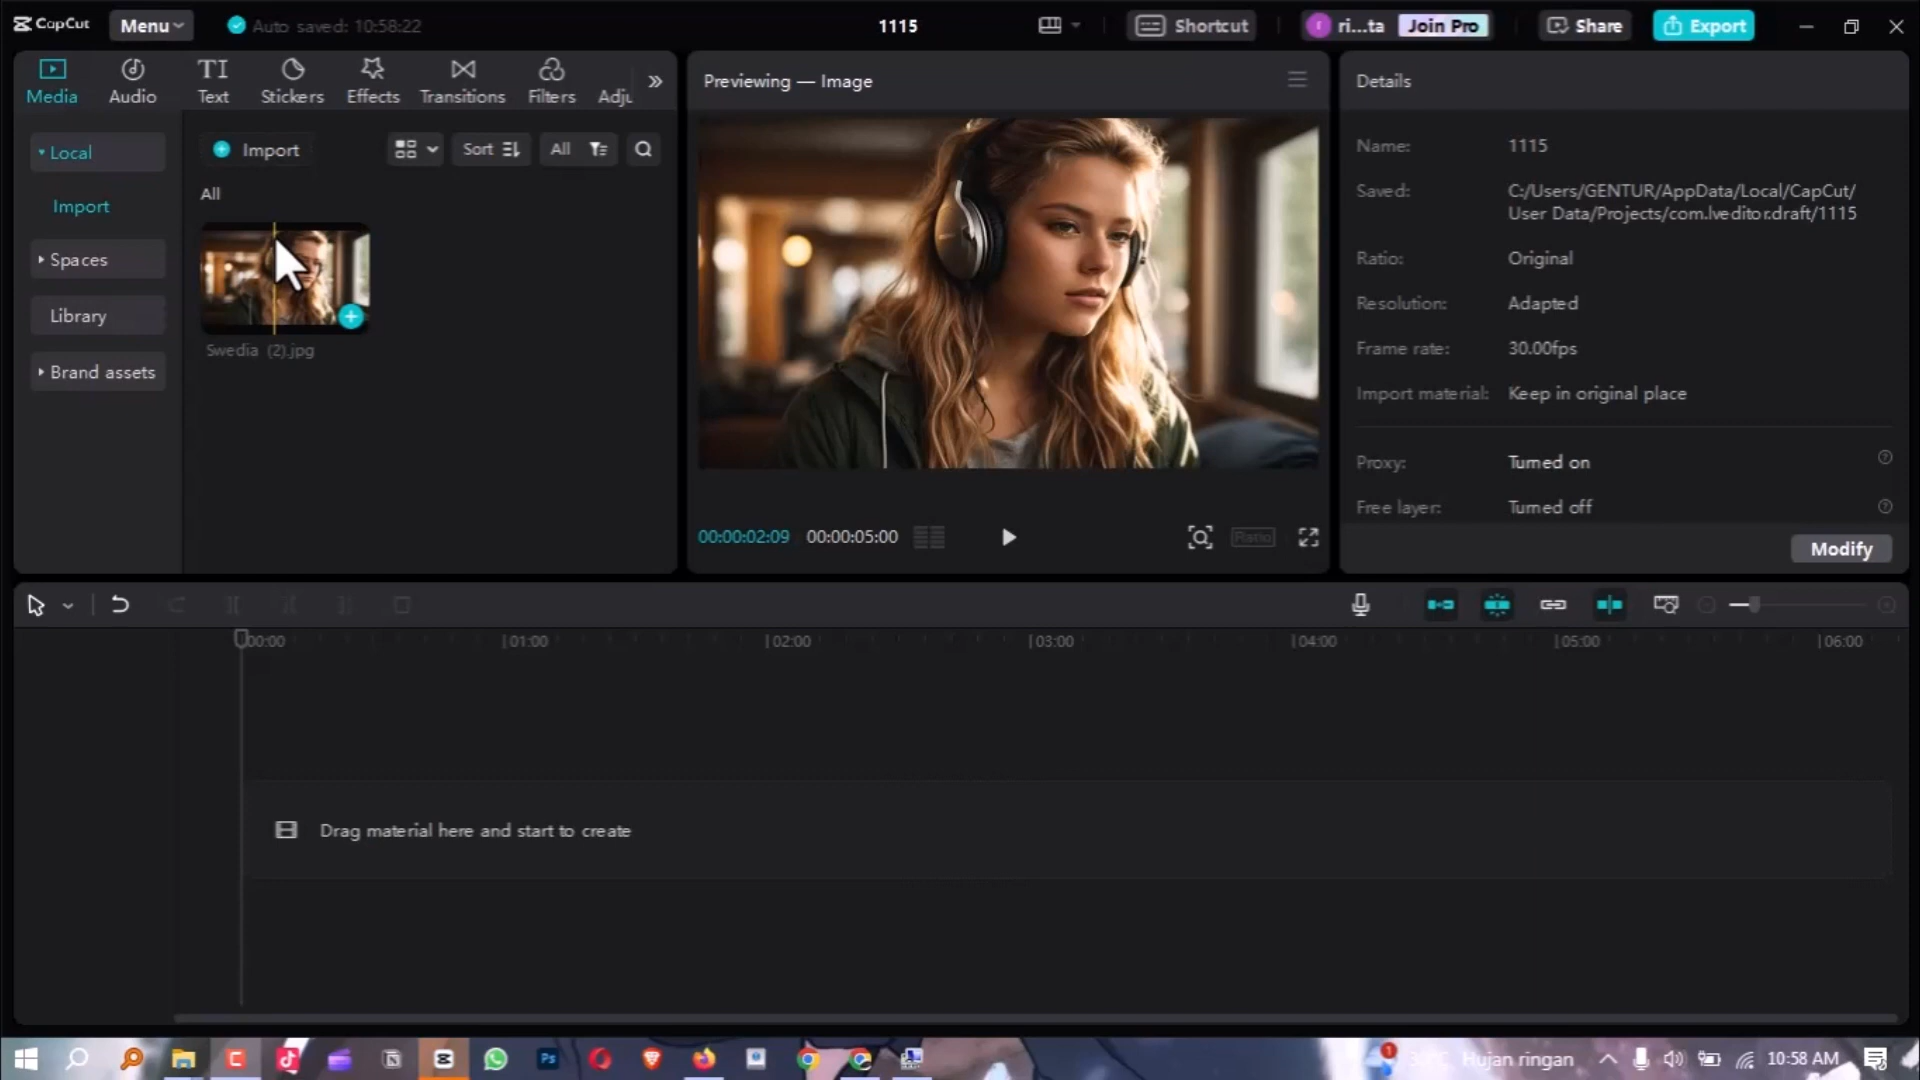 CapCut
Menu
Auto saved: 10:58:22
1115
Shortcut
ri...ta
Join Pro
Share
Export
Media
Audio
TI
Text
Stickers
Effects
Transitions
Filters
Adju
Previewing — Image
Details
Local
Import
Spaces
Library
Brand assets
Import
Sort
All
All
Swedia (2).jpg
00:00:02:09
00:00:05:00
Ratio
Name:
1115
Saved:
C:/Users/GENTUR/AppData/Local/CapCut/
User Data/Projects/com.lveditor.draft/1115
Ratio:
Original
Resolution:
Adapted
Frame rate:
30.00fps
Import material:
Keep in original place
Proxy:
Turned on
Free layer:
Turned off
Modify
00:00
01:00
02:00
03:00
04:00
05:00
06:00
Drag material here and start to create
Ps
1
Hujan ringan
10:58 AM